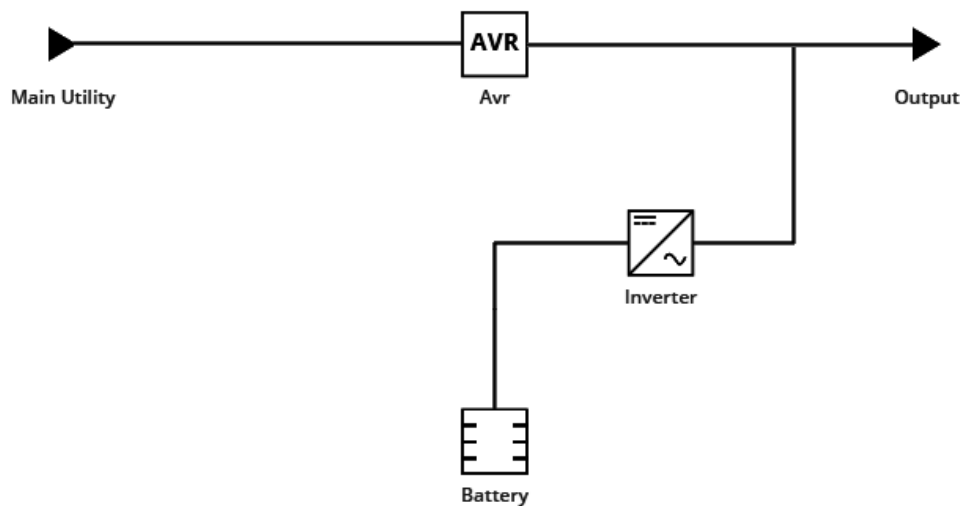 AVR
Main Utility
Avr
Output
Inverter
Battery